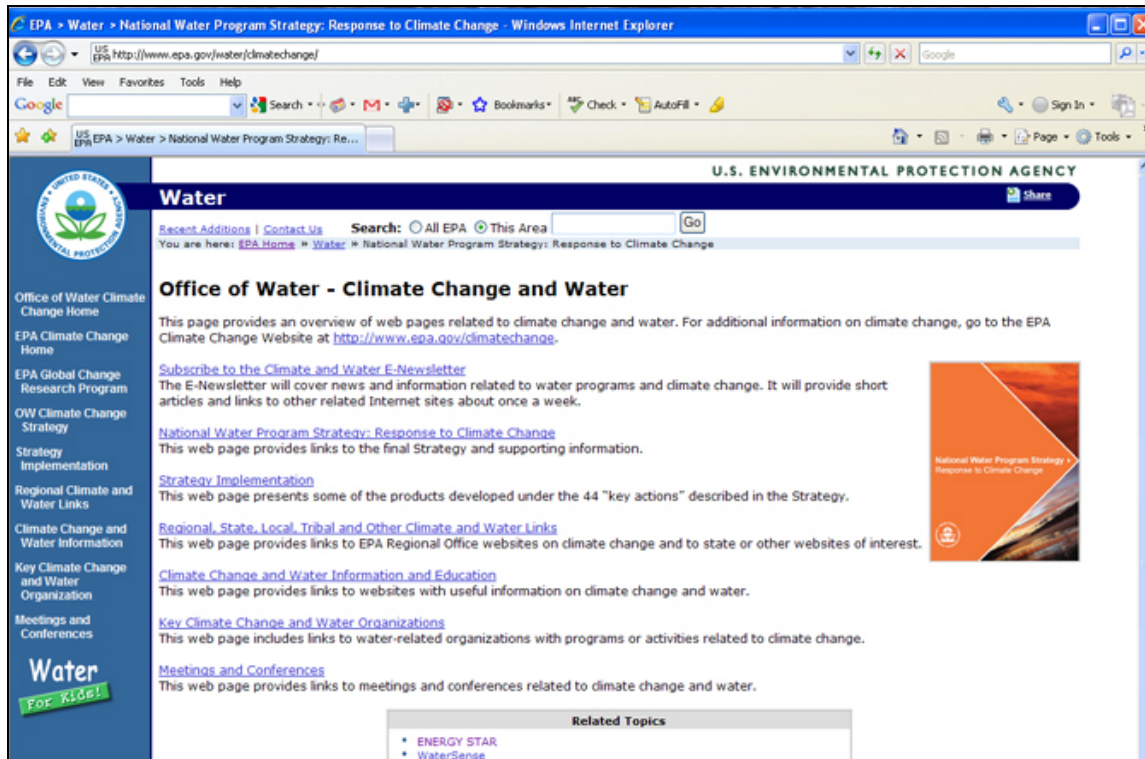 EPA > Water > National Water Program Strategy: Response to Climate Change - Windows Internet Explorer
US EPA http://www.epa.gov/water/climatechange/
Google
File Edit View Favorites Tools Help
Google Search Bookmarks Check AutoFill Sign In
US EPA EPA > Water > National Water Program Strategy: Re... Page Tools
U.S. ENVIRONMENTAL PROTECTION AGENCY
Water
Share
Recent Additions | Contact Us Search: All EPA This Area Go
You are here: EPA Home » Water » National Water Program Strategy: Response to Climate Change
Office of Water Climate
Change Home
EPA Climate Change
Home
EPA Global Change
Research Program
OW Climate Change
Strategy
Strategy
Implementation
Regional Climate and
Water Links
Climate Change and
Water Information
Key Climate Change
and Water
Organization
Meetings and
Conferences
Water
For Kids!
Office of Water - Climate Change and Water
This page provides an overview of web pages related to climate change and water. For additional information on climate change, go to the EPA
Climate Change Website at http://www.epa.gov/climatechange.
Subscribe to the Climate and Water E-Newsletter
The E-Newsletter will cover news and information related to water programs and climate change. It will provide short
articles and links to other related Internet sites about once a week.
National Water Program Strategy: Response to Climate Change
This web page provides links to the final Strategy and supporting information.
Strategy Implementation
This web page presents some of the products developed under the 44 "key actions" described in the Strategy.
Regional, State, Local, Tribal and Other Climate and Water Links
This web page provides links to EPA Regional Office websites on climate change and to state or other websites of interest.
Climate Change and Water Information and Education
This web page provides links to websites with useful information on climate change and water.
Key Climate Change and Water Organizations
This web page includes links to water-related organizations with programs or activities related to climate change.
Meetings and Conferences
This web page provides links to meetings and conferences related to climate change and water.
National Water Program Strategy
Response to Climate Change
Related Topics
ENERGY STAR
WaterSense